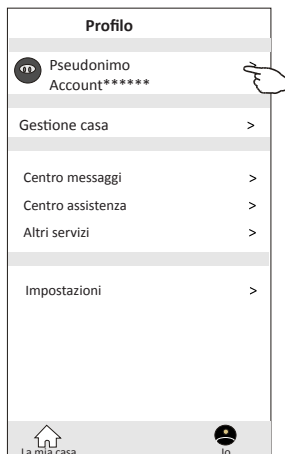 Profilo
Pseudonimo
Account******
>
Gestione casa >
Centro messaggi >
Centro assistenza >
Altri servizi >
Impostazioni >
La mia casa Io